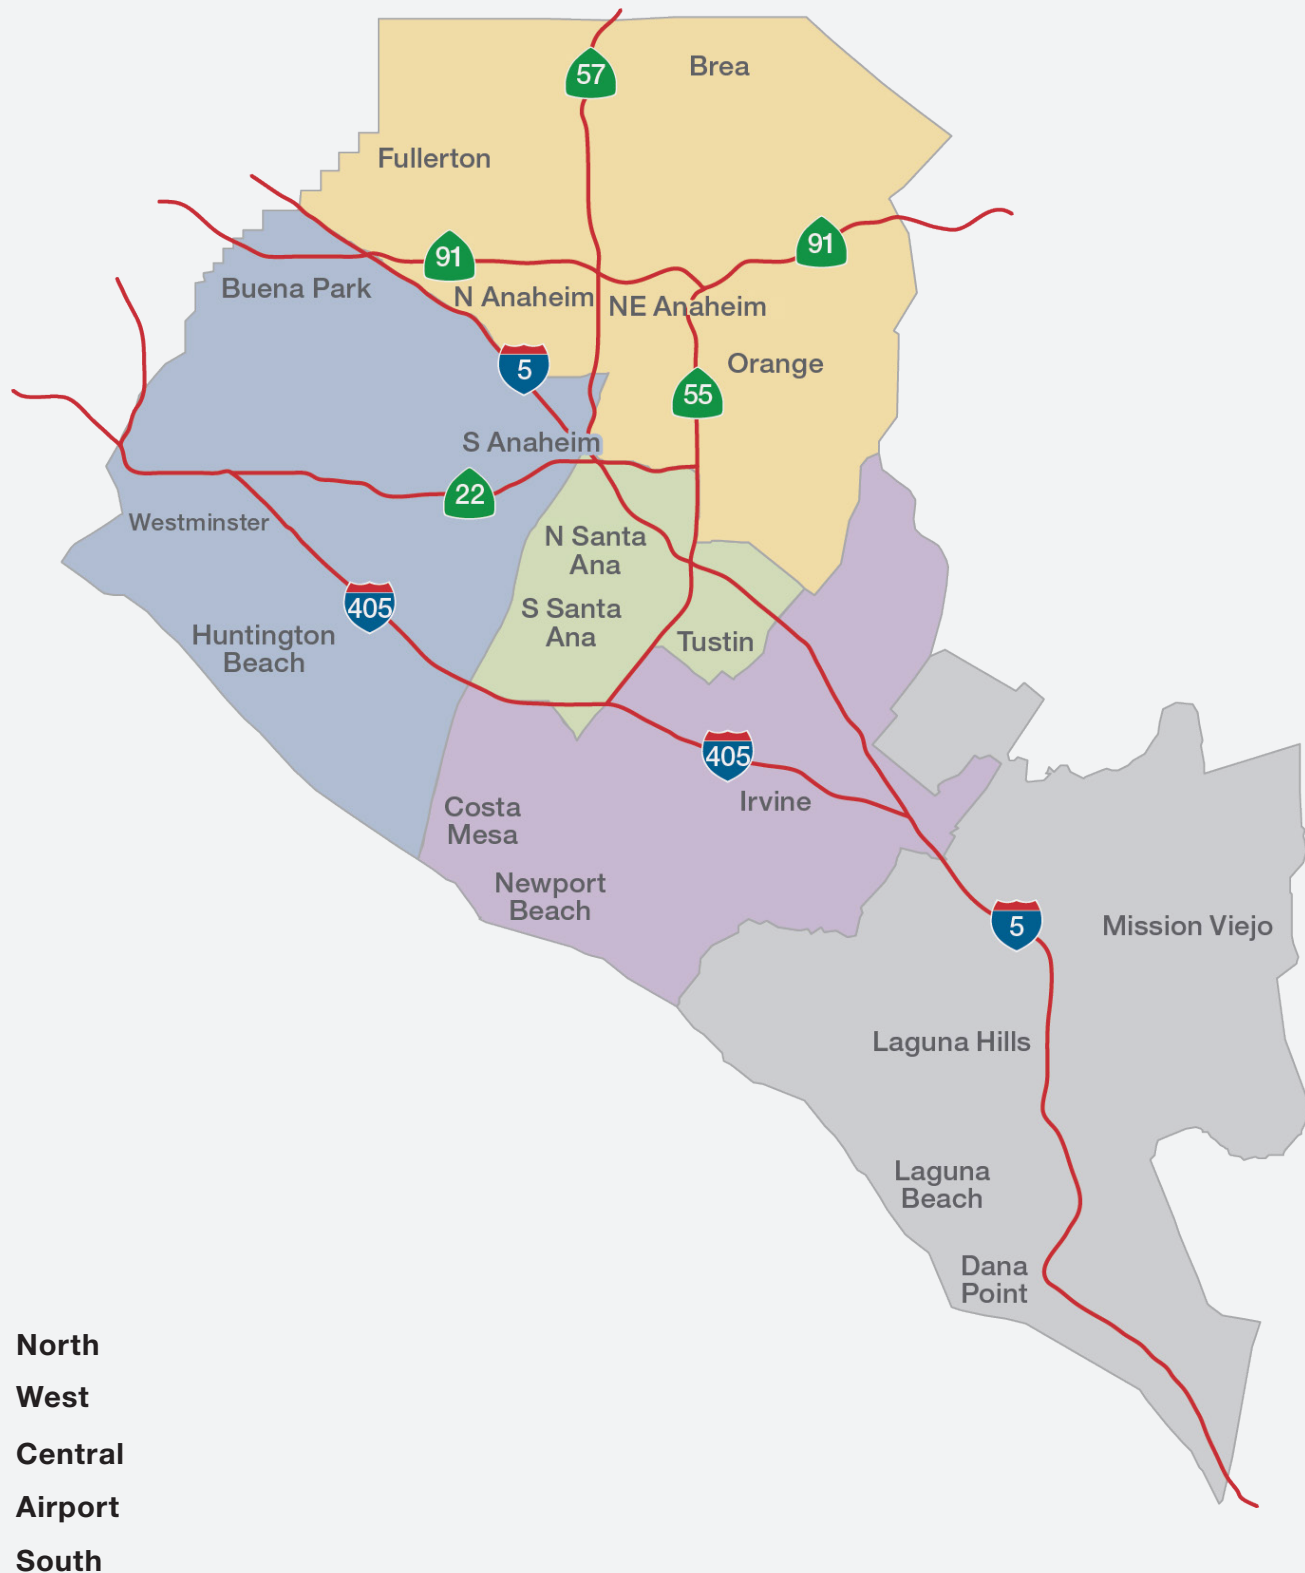 57
Brea
Fullerton
91
91
Buena Park
N Anaheim
NE Anaheim
5
Orange
55
S Anaheim
22
Westminster
N Santa
Ana
405
S Santa
Ana
Huntington
Beach
Tustin
405
Irvine
Costa
Mesa
Newport
Beach
5
Mission Viejo
Laguna Hills
Laguna
Beach
Dana
Point
North
West
Central
Airport
South